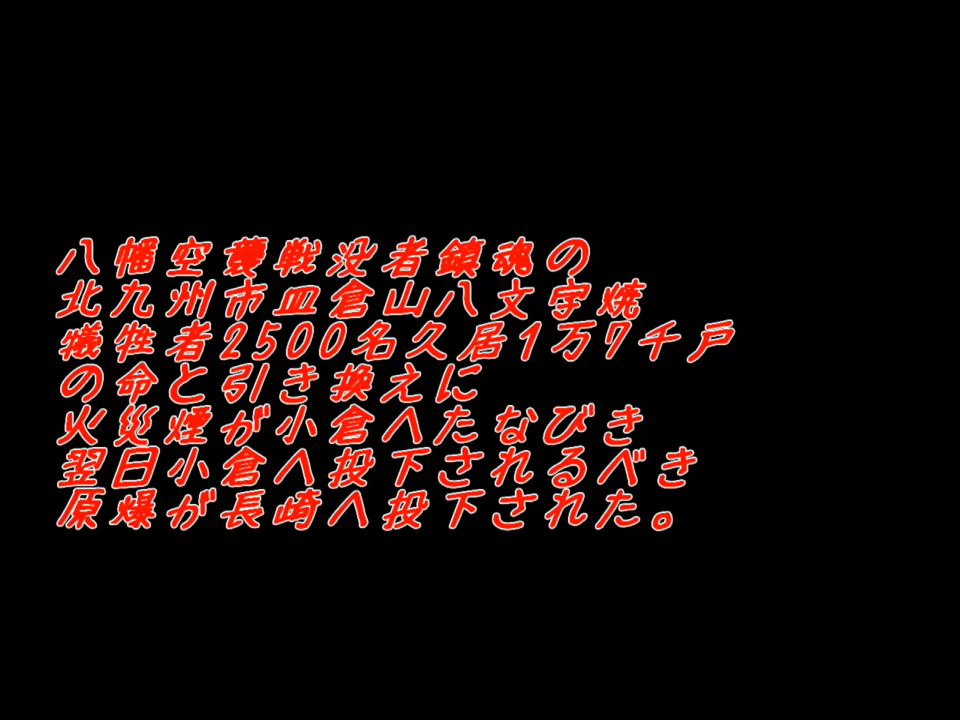 八幡空襲戦没者鎮魂の
北九州市皿倉山八文字焼
犠牲者2500名久居1万7千戸
の命と引き換えに
火災煙が小倉へたなびき
翌日小倉へ投下されるべき
原爆が長崎へ投下された。